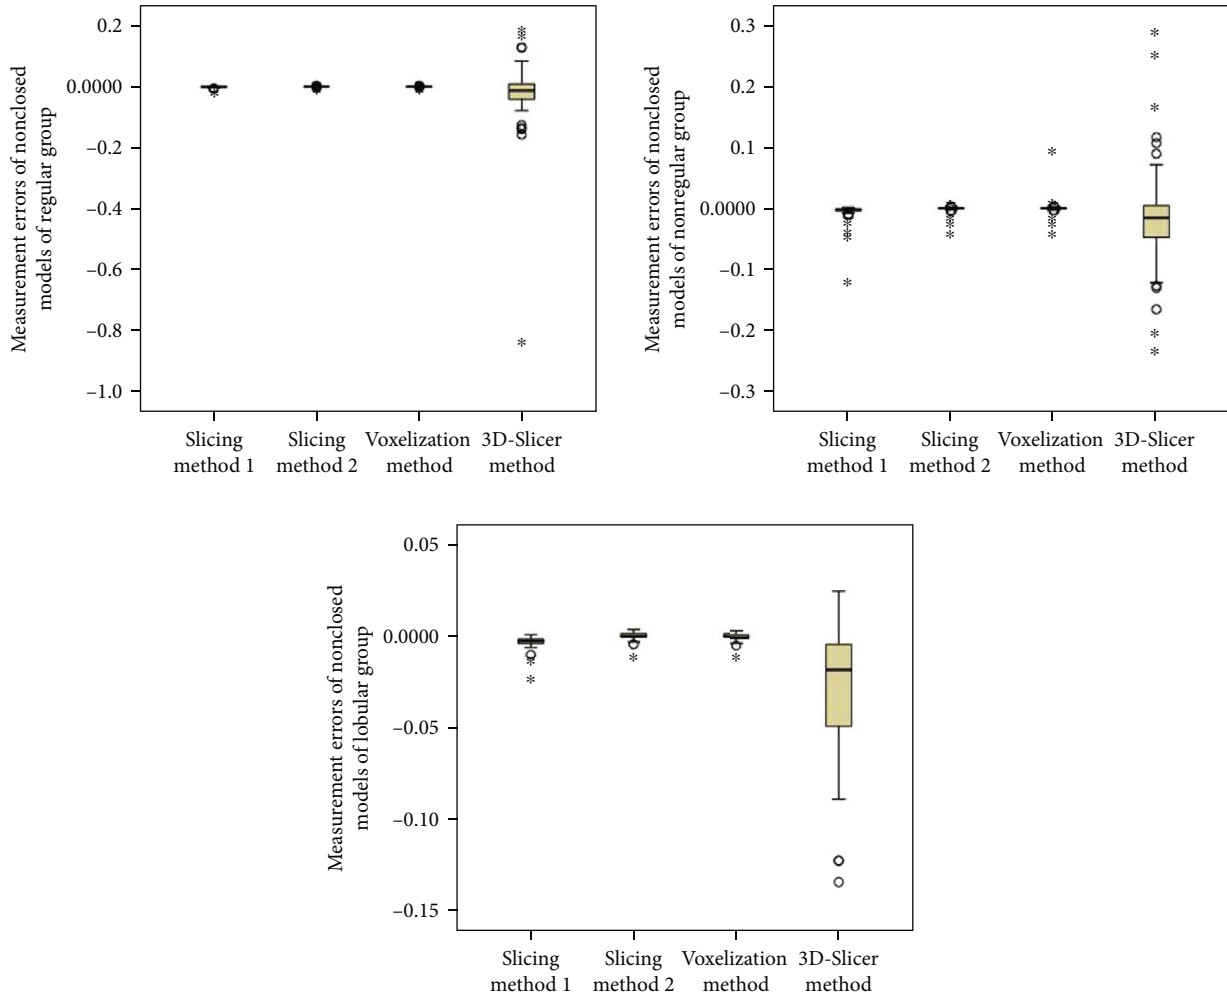 Measurement errors of nonclosed
models of regular group
0.2
0.0000
–0.2
–0.4
–0.6
–0.8
–1.0
Slicing
method 1
Slicing
method 2
Voxelization
method
3D-Slicer
method
Measurement errors of nonclosed
models of nonregular group
0.3
0.2
0.1
0.0000
–0.1
–0.2
–0.3
Slicing
method 1
Slicing
method 2
Voxelization
method
3D-Slicer
method
Measurement errors of nonclosed
models of lobular group
0.05
0.0000
–0.05
–0.10
–0.15
Slicing
method 1
Slicing
method 2
Voxelization
method
3D-Slicer
method